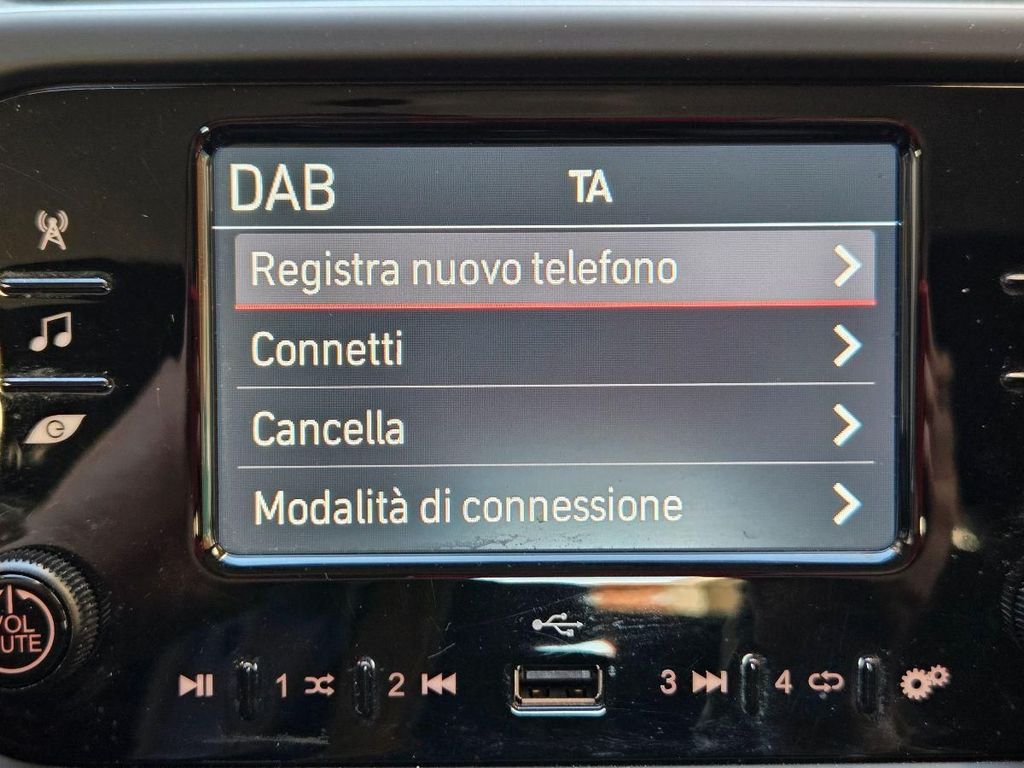 DAB TA
Registra nuovo telefono
Connetti
Cancella
Modalità di connessione
VOL
MUTE
1 2 3 4